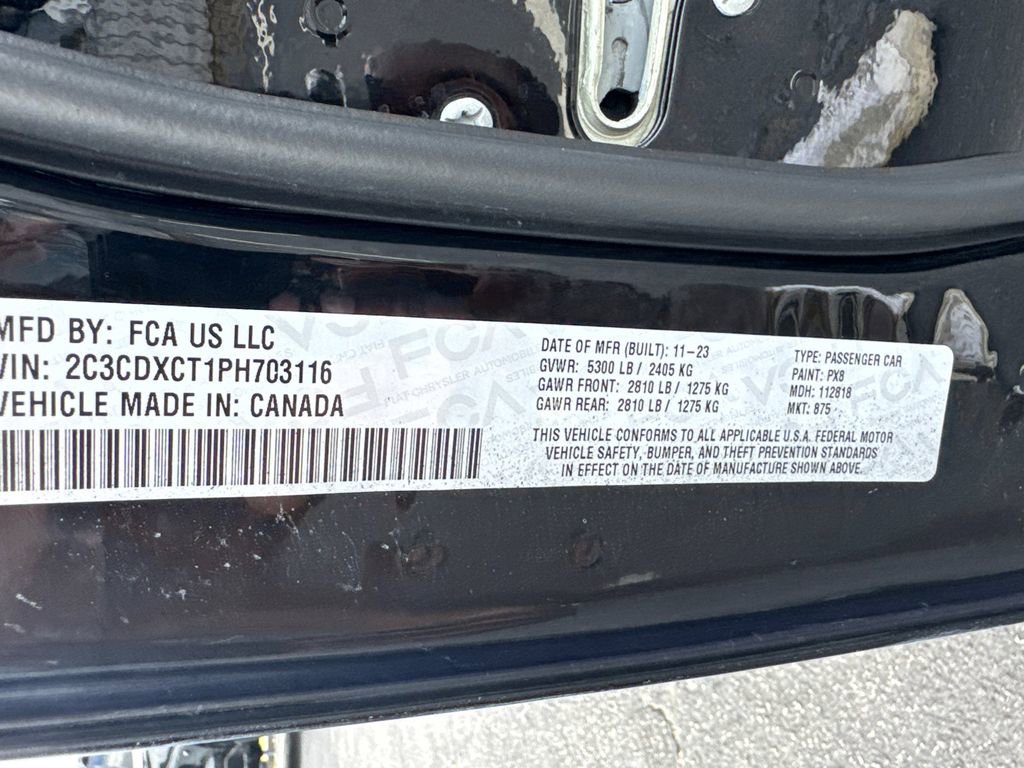 MFD BY: FCA US LLC
VIN: 2C3CDXCT1PH703116
VEHICLE MADE IN: CANADA
DATE OF MFR (BUILT): 11-23
GVWR: 5300 LB / 2405 KG
GAWR FRONT: 2810 LB / 1275 KG
GAWR REAR: 2810 LB / 1275 KG
TYPE: PASSENGER CAR
PAINT: PX8
MDH: 112818
MKT: 875
THIS VEHICLE CONFORMS TO ALL APPLICABLE U.S.A. FEDERAL MOTOR
VEHICLE SAFETY, BUMPER, AND THEFT PREVENTION STANDARDS
IN EFFECT ON THE DATE OF MANUFACTURE SHOWN ABOVE.